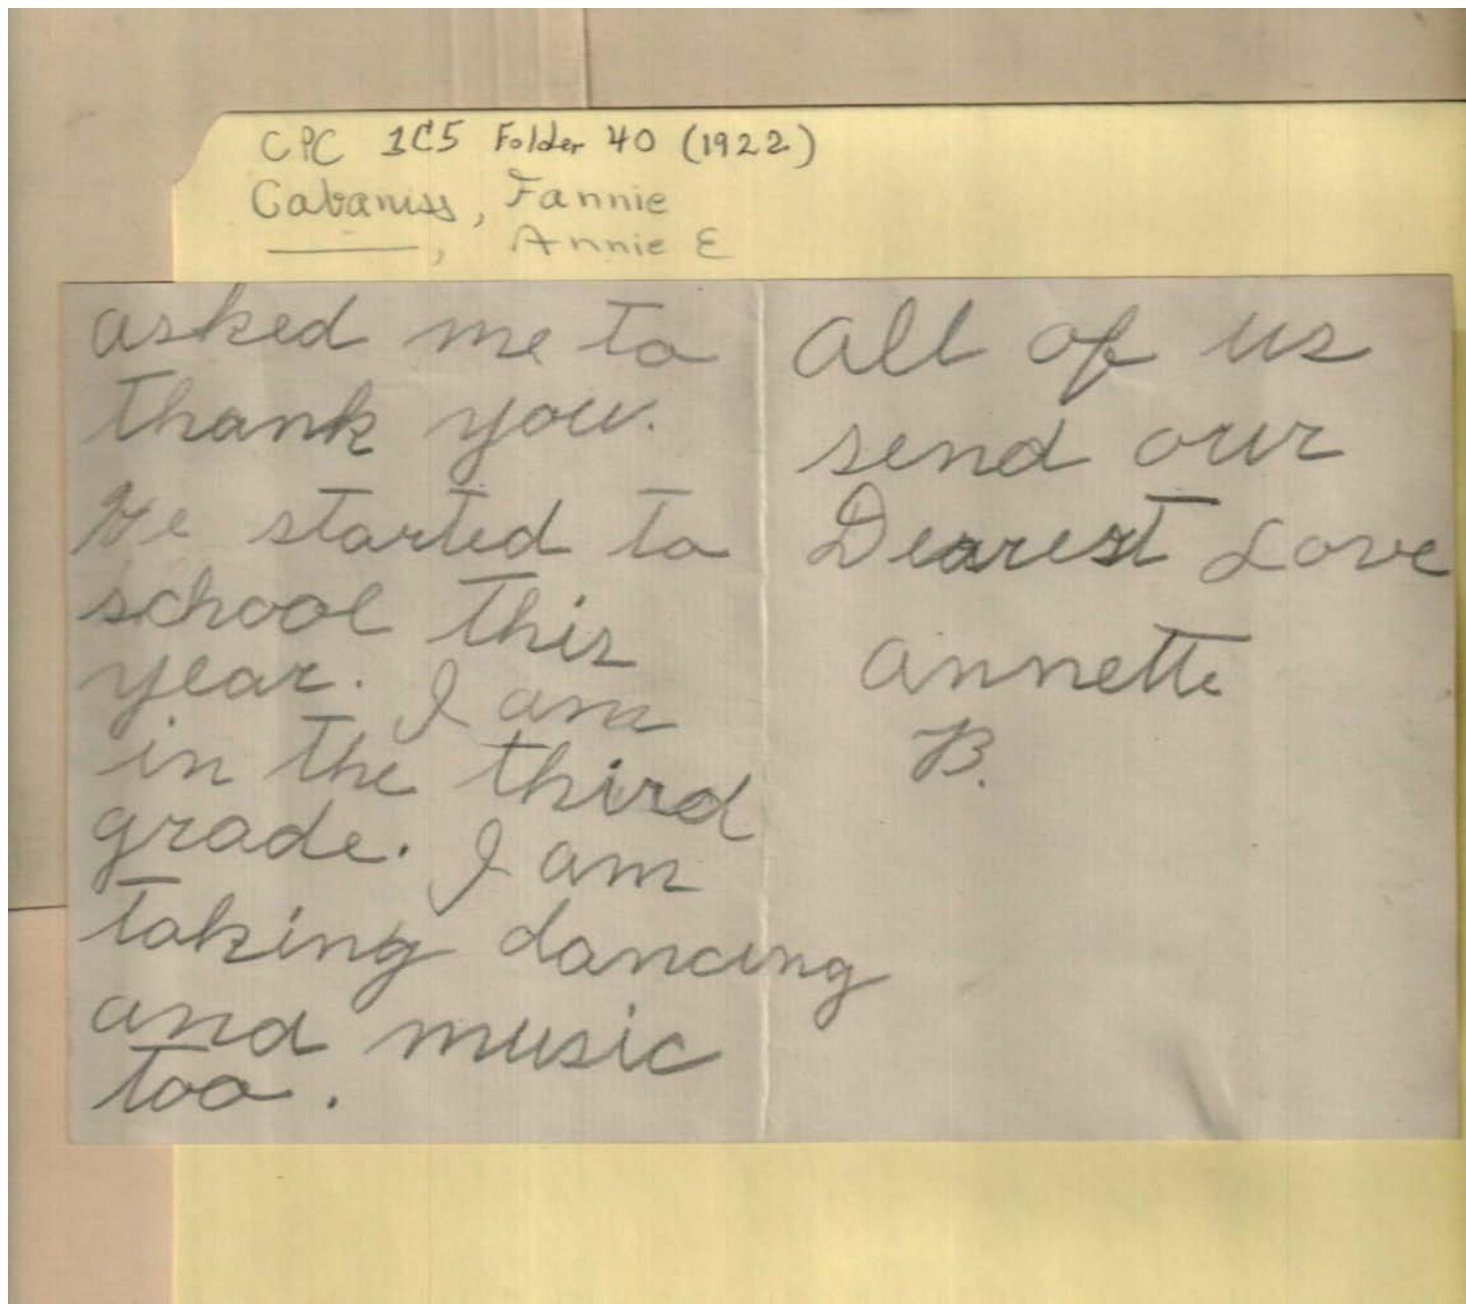 CPC 1C5 Folder 40 (1922)
Cabaniss, Fannie
———, Annie E
asked me to
thank you.
We started to
school this
year. I am
in the third
grade. I am
taking dancing
and music
too.
all of us
send our
Dearest Love
annette
B.